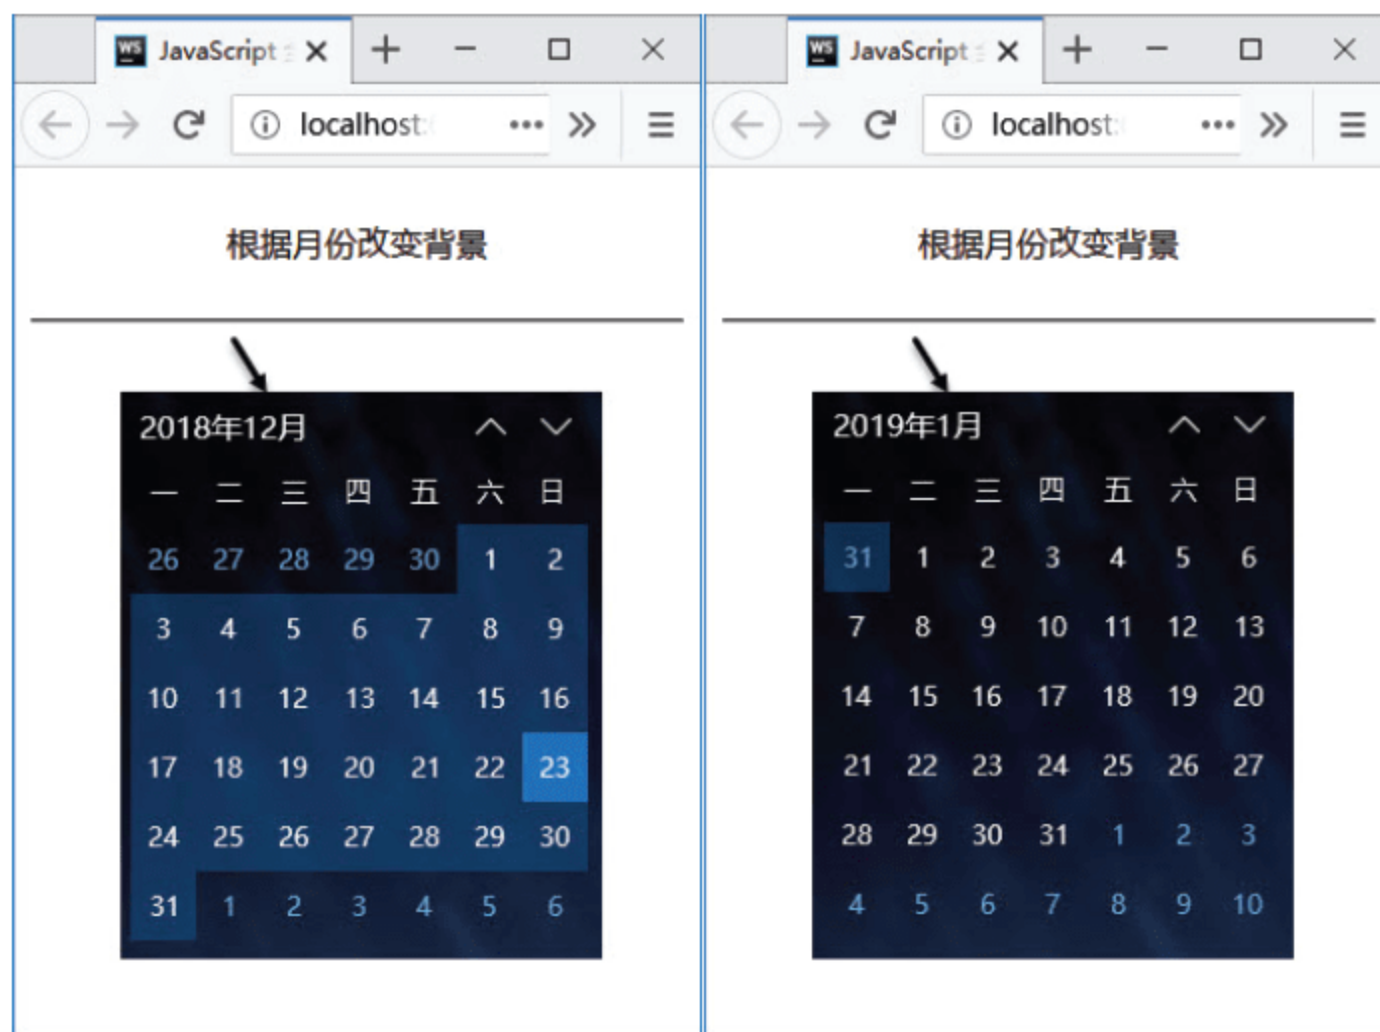 WS JavaScript
localhost:
根据月份改变背景
2018年12月
一 二 三 四 五 六 日
26 27 28 29 30 1 2
3 4 5 6 7 8 9
10 11 12 13 14 15 16
17 18 19 20 21 22 23
24 25 26 27 28 29 30
31 1 2 3 4 5 6
WS JavaScript
localhost:
根据月份改变背景
2019年1月
一 二 三 四 五 六 日
31 1 2 3 4 5 6
7 8 9 10 11 12 13
14 15 16 17 18 19 20
21 22 23 24 25 26 27
28 29 30 31 1 2 3
4 5 6 7 8 9 10